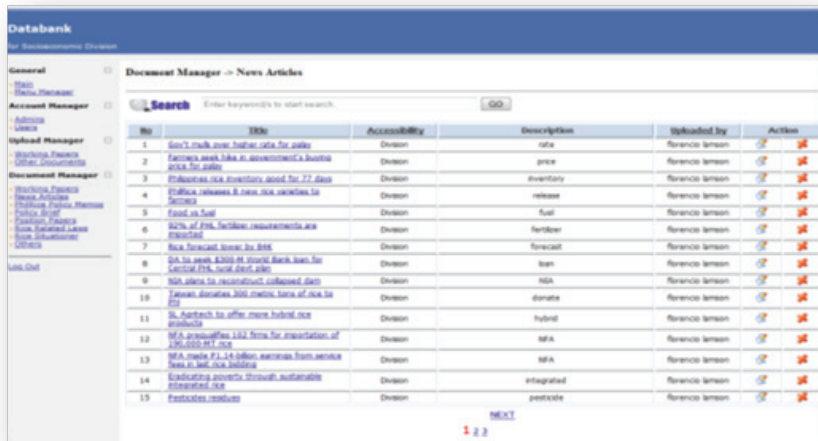 Databank
for Socioeconomic Division
General
Main
Menu Manager
Account Manager
Admins
Users
Upload Manager
Working Papers
Other Documents
Document Manager
Working Papers
News Articles
PhilRice Policy Memos
Policy Brief
Position Papers
Rice Related Laws
Rice Situationer
Others
Log Out
Document Manager -> News Articles
Search Enter keyword/s to start search. GO
No Title Accessibility Description Uploaded by Action
1 Gov't mulls over higher rate for palay Division rate florencio lamson
2 Farmers seek hike in government's buying
price for palay Division price florencio lamson
3 Philippines rice inventory good for 77 days Division inventory florencio lamson
4 PhilRice releases 8 new rice varieties to
farmers Division release florencio lamson
5 Food vs fuel Division fuel florencio lamson
6 92% of PHL fertilizer requirements are
imported Division fertilizer florencio lamson
7 Rice forecast lower by 84K Division forecast florencio lamson
8 DA to seek $300-M World Bank loan for
Central PHL rural devt plan Division loan florencio lamson
9 NIA plans to reconstruct collapsed dam Division NIA florencio lamson
10 Taiwan donates 300 metric tons of rice to
PH Division donate florencio lamson
11 SL Agritech to offer more hybrid rice
products Division hybrid florencio lamson
12 NFA prequalifies 102 firms for importation of
190,000-MT rice Division NFA florencio lamson
13 NFA made P1.14-billion earnings from service
fees in last rice bidding Division NFA florencio lamson
14 Eradicating poverty through sustainable
integrated rice Division integrated florencio lamson
15 Pesticides residues Division pesticide florencio lamson
NEXT
1 2 3